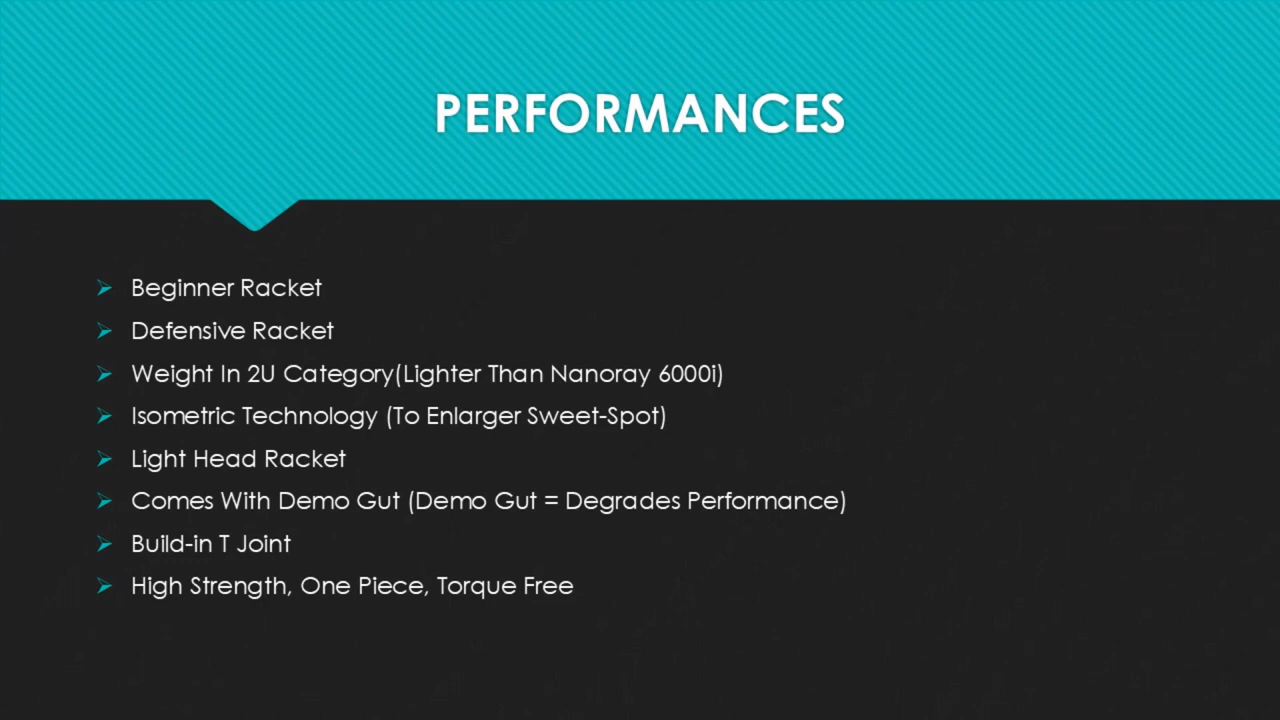 PERFORMANCES
Beginner Racket
Defensive Racket
Weight In 2U Category(Lighter Than Nanoray 6000i)
Isometric Technology (To Enlarger Sweet-Spot)
Light Head Racket
Comes With Demo Gut (Demo Gut = Degrades Performance)
Build-in T Joint
High Strength, One Piece, Torque Free